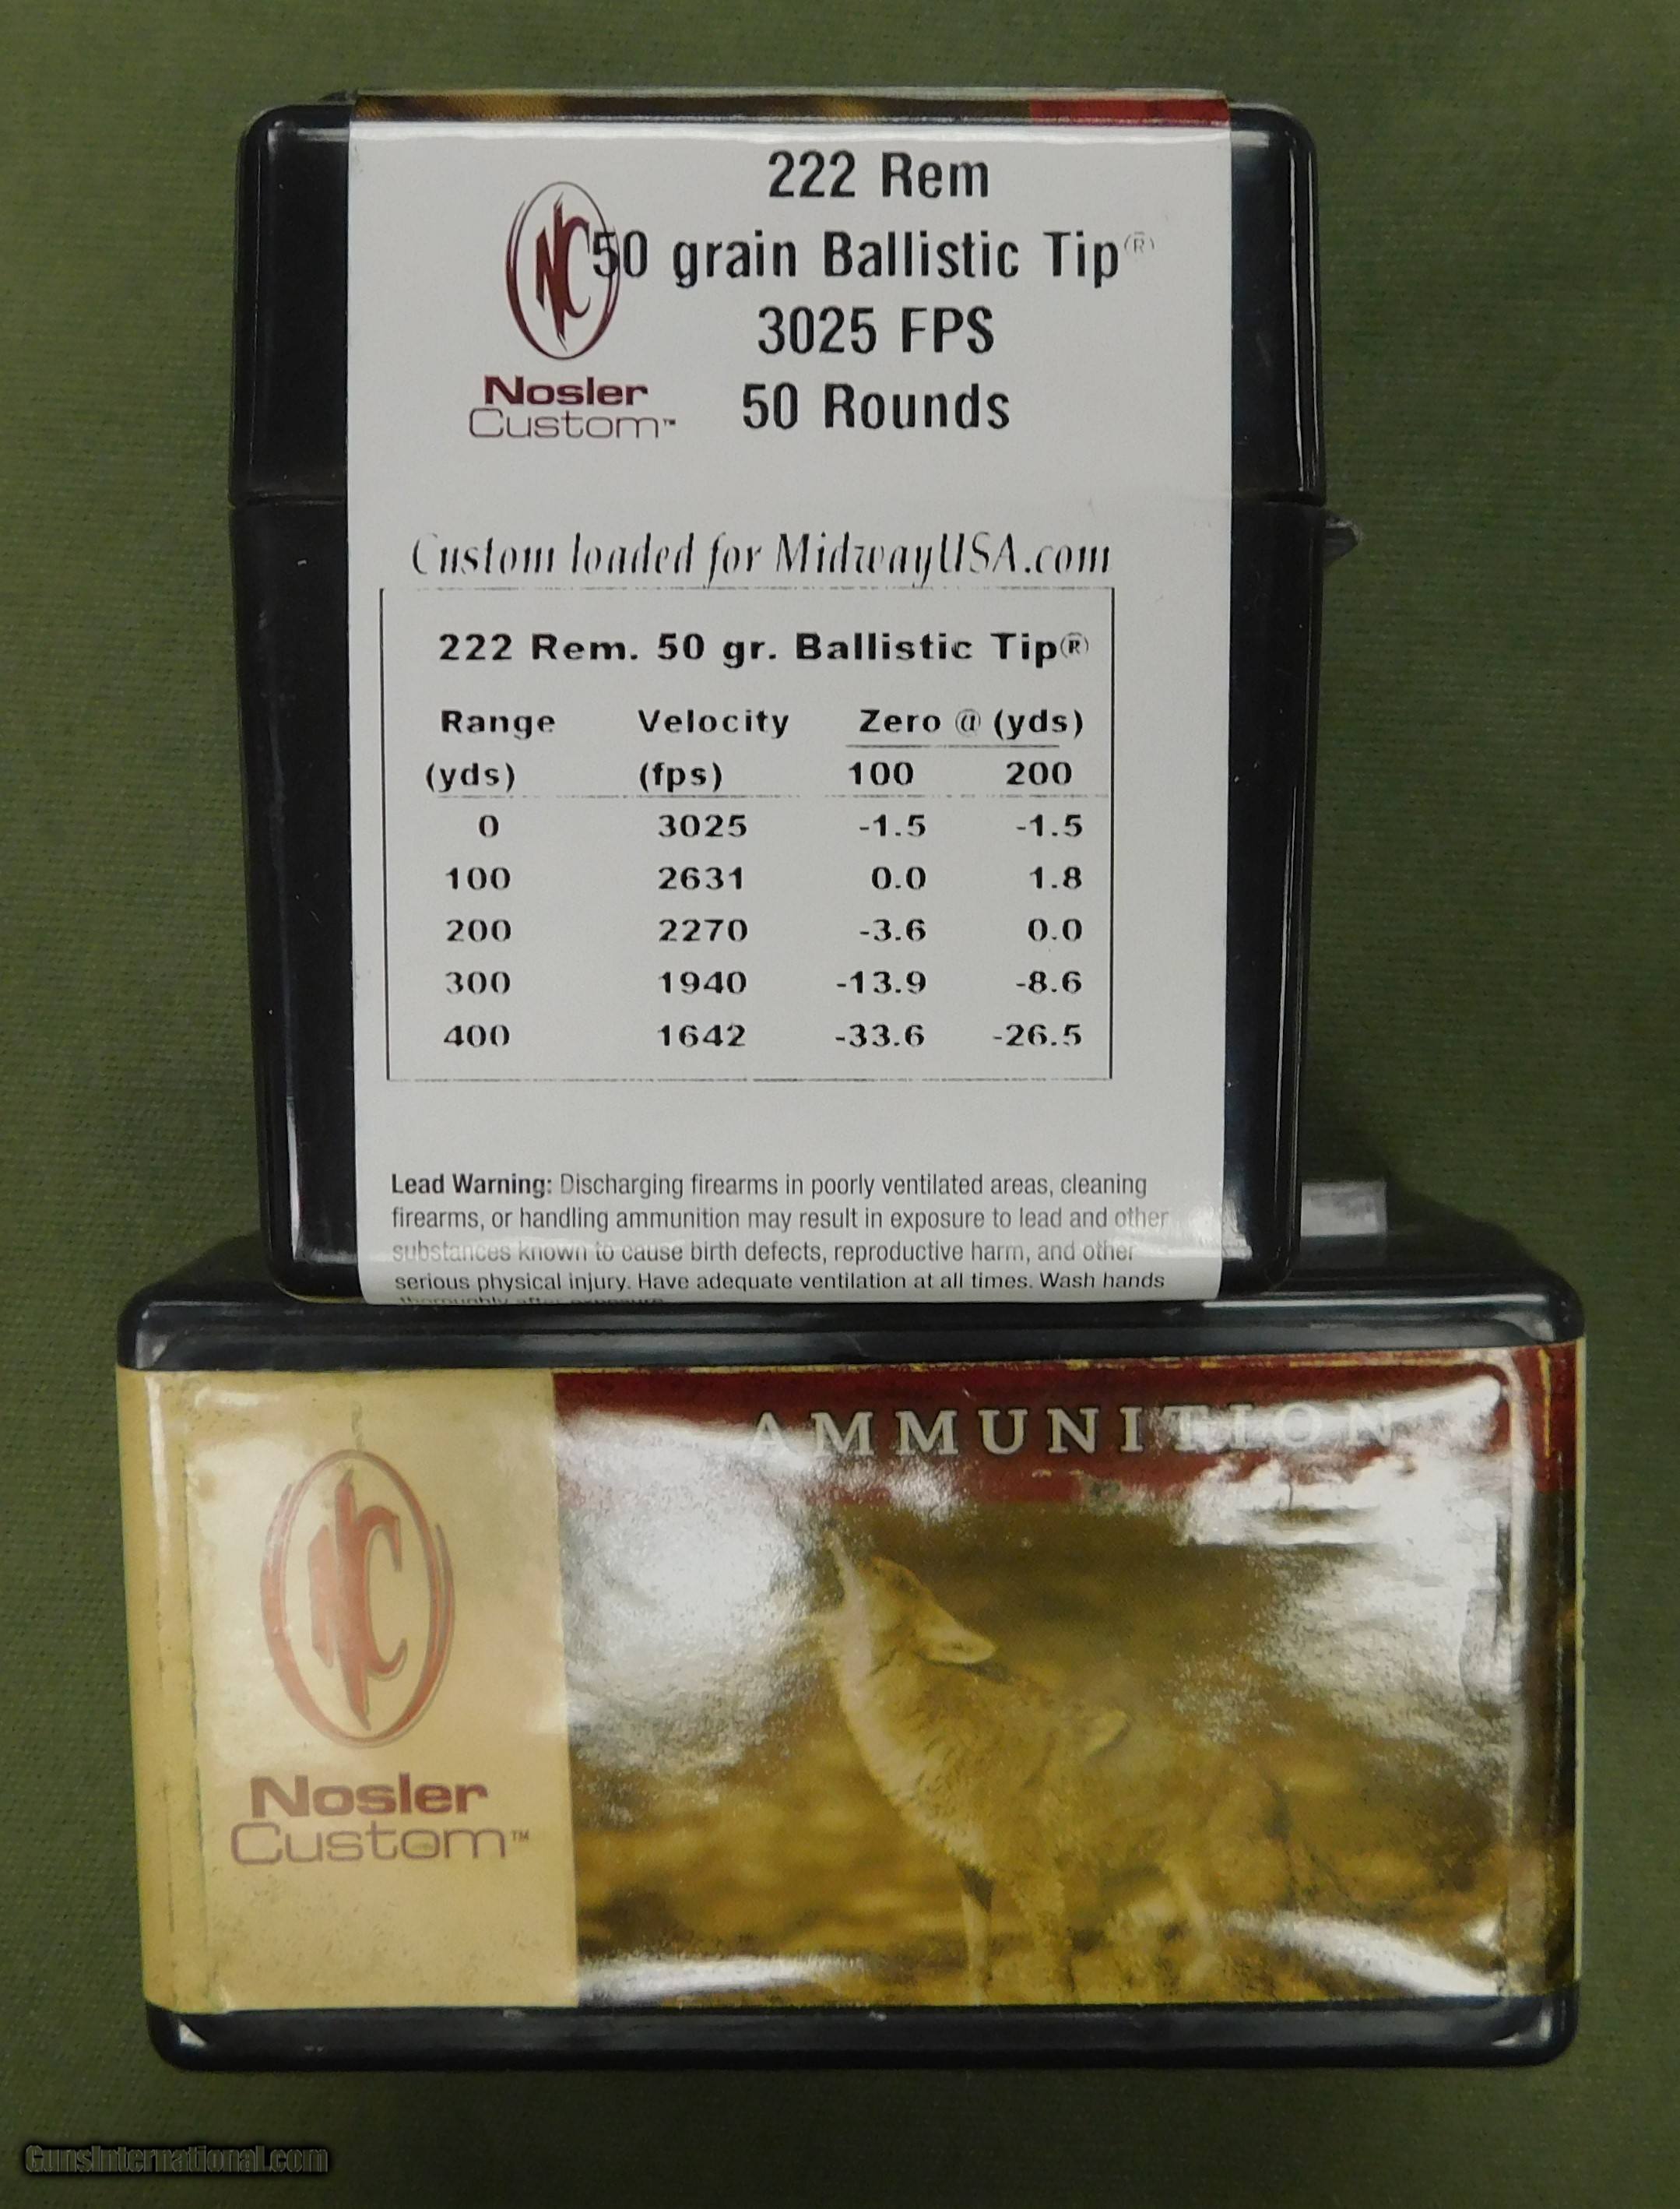 222 Rem
NC
50 grain Ballistic Tip®
3025 FPS
Nosler
Custom™
50 Rounds
Custom loaded for MidwayUSA.com
222 Rem. 50 gr. Ballistic Tip®
Range Velocity Zero @ (yds)
(yds) (fps) 100 200
0 3025 -1.5 -1.5
100 2631 0.0 1.8
200 2270 -3.6 0.0
300 1940 -13.9 -8.6
400 1642 -33.6 -26.5
Lead Warning: Discharging firearms in poorly ventilated areas, cleaning
firearms, or handling ammunition may result in exposure to lead and other
substances known to cause birth defects, reproductive harm, and other
serious physical injury. Have adequate ventilation at all times. Wash hands
thoroughly after exposure.
AMMUNITION
NC
Nosler
Custom™
GunsInternational.com